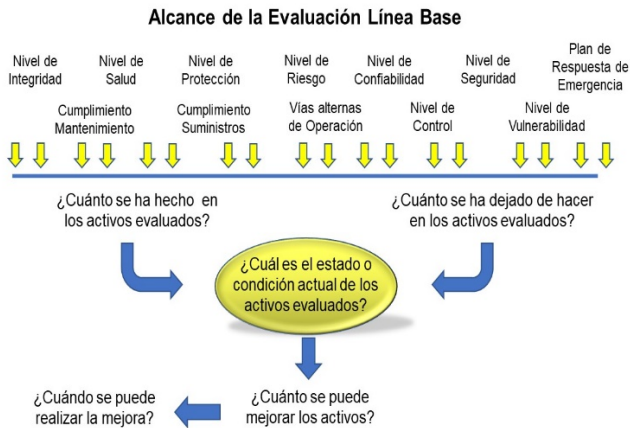 Alcance de la Evaluación Línea Base
Nivel de
Integridad
Nivel de
Salud
Nivel de
Protección
Nivel de
Riesgo
Nivel de
Confiabilidad
Nivel de
Seguridad
Plan de
Respuesta de
Emergencia
Cumplimiento
Mantenimiento
Cumplimiento
Suministros
Vías alternas
de Operación
Nivel de
Control
Nivel de
Vulnerabilidad
¿Cuánto se ha hecho en
los activos evaluados?
¿Cuánto se ha dejado de hacer
en los activos evaluados?
¿Cuál es el estado o
condición actual de los
activos evaluados?
¿Cuándo se puede
realizar la mejora?
¿Cuánto se puede
mejorar los activos?